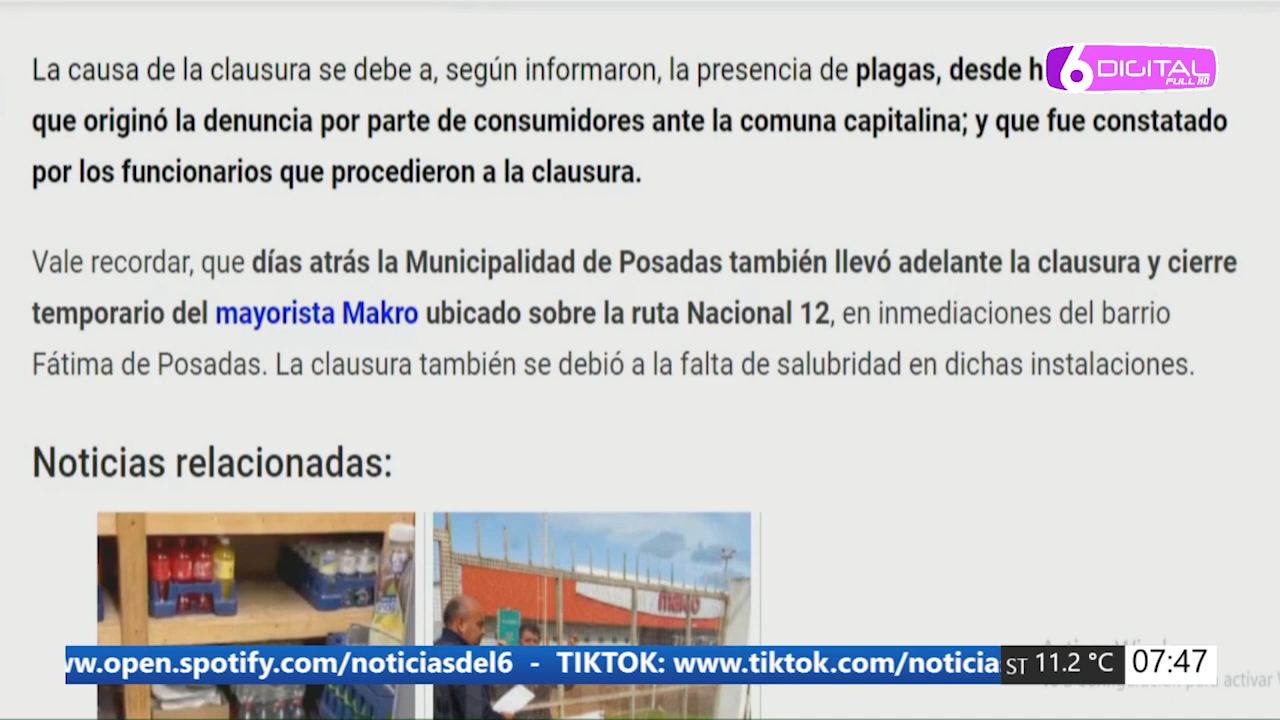 La causa de la clausura se debe a, según informaron, la presencia de plagas, desde h
6 DIGITAL
FULL HD
que originó la denuncia por parte de consumidores ante la comuna capitalina; y que fue constatado
por los funcionarios que procedieron a la clausura.
Vale recordar, que días atrás la Municipalidad de Posadas también llevó adelante la clausura y cierre
temporario del mayorista Makro ubicado sobre la ruta Nacional 12, en inmediaciones del barrio
Fátima de Posadas. La clausura también se debió a la falta de salubridad en dichas instalaciones.
Noticias relacionadas:
makro
w.open.spotify.com/noticiasdel6 - TIKTOK: www.tiktok.com/noticia
ST 11.2 °C 07:47
para activar